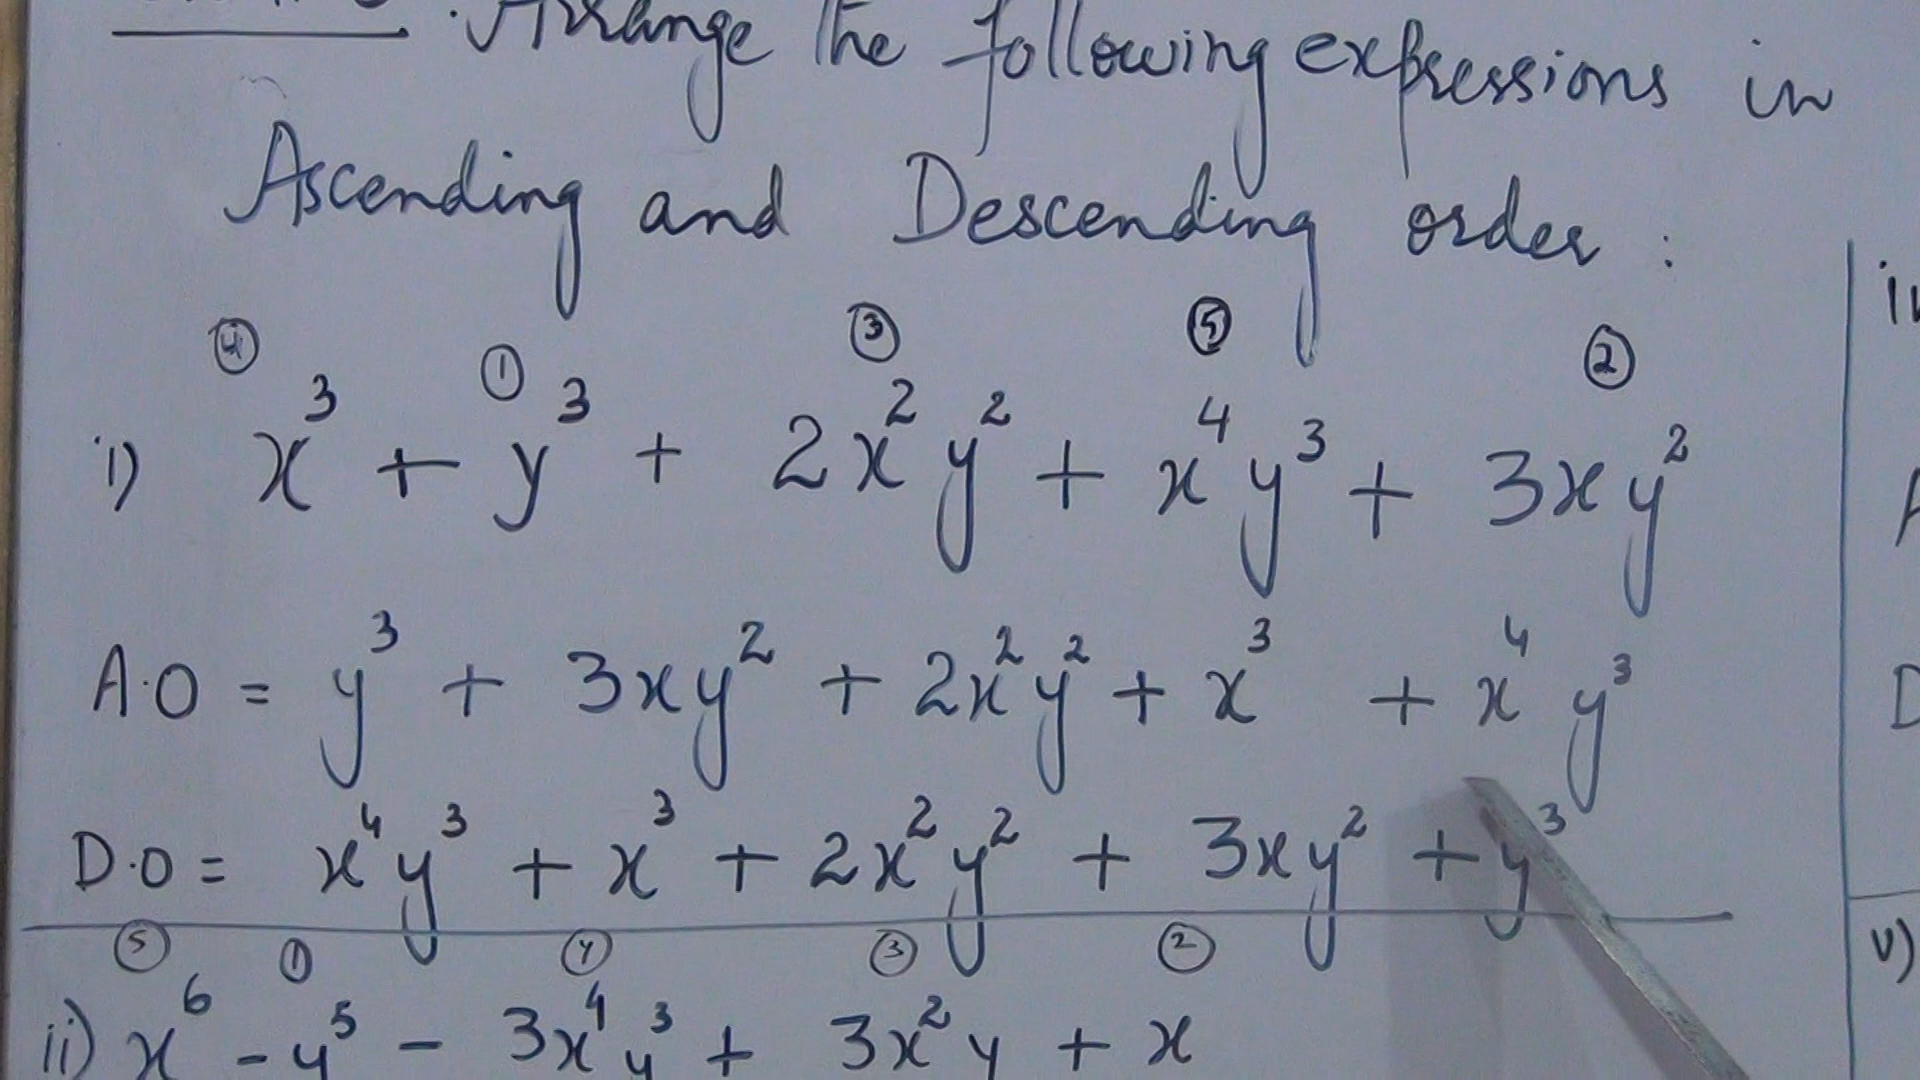 Arrange the following expressions in
Ascending and Descending order :
④ ① ③ ⑤ ②
i) x³ + y³ + 2x²y² + x⁴y³ + 3xy²
A.O = y³ + 3xy² + 2x²y² + x³ + x⁴y³
D.O = x⁴y³ + x³ + 2x²y² + 3xy² + y³
⑤ ① ④ ③ ②
ii) x⁶ - y⁵ - 3x⁴y³ + 3x²y + x
v)